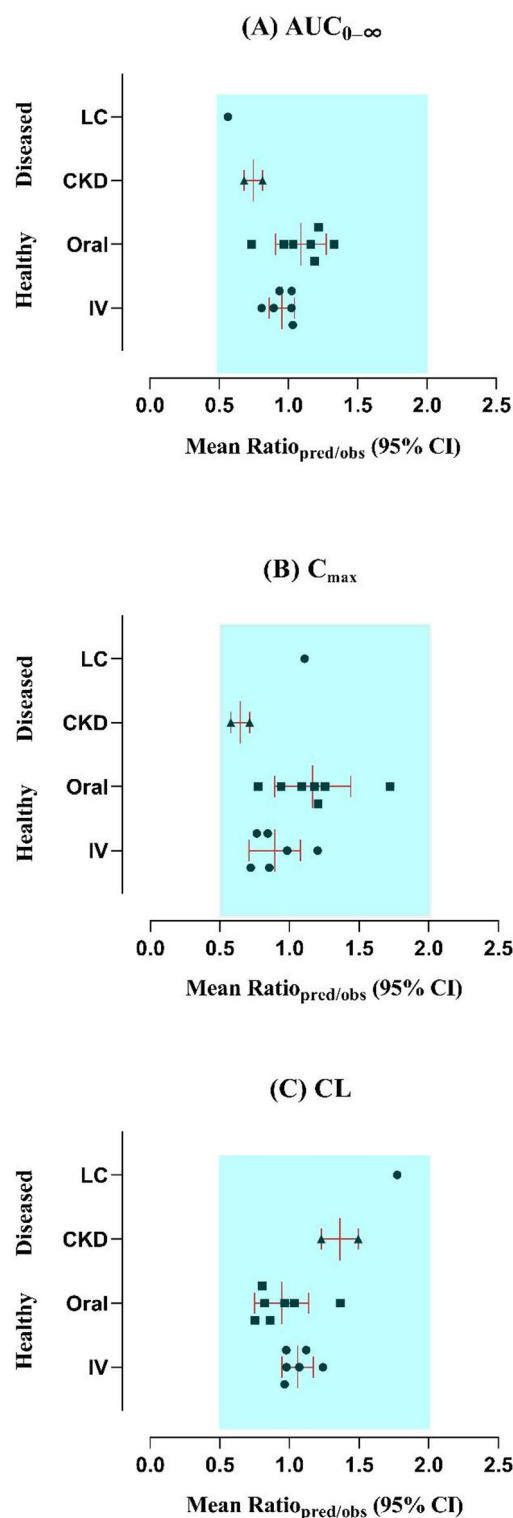 (A) AUC0–∞
Diseased
Healthy
LC
CKD
Oral
IV
0.0 0.5 1.0 1.5 2.0 2.5
Mean Ratiopred/obs (95% CI)
(B) Cmax
Diseased
Healthy
LC
CKD
Oral
IV
0.0 0.5 1.0 1.5 2.0 2.5
Mean Ratiopred/obs (95% CI)
(C) CL
Diseased
Healthy
LC
CKD
Oral
IV
0.0 0.5 1.0 1.5 2.0 2.5
Mean Ratiopred/obs (95% CI)